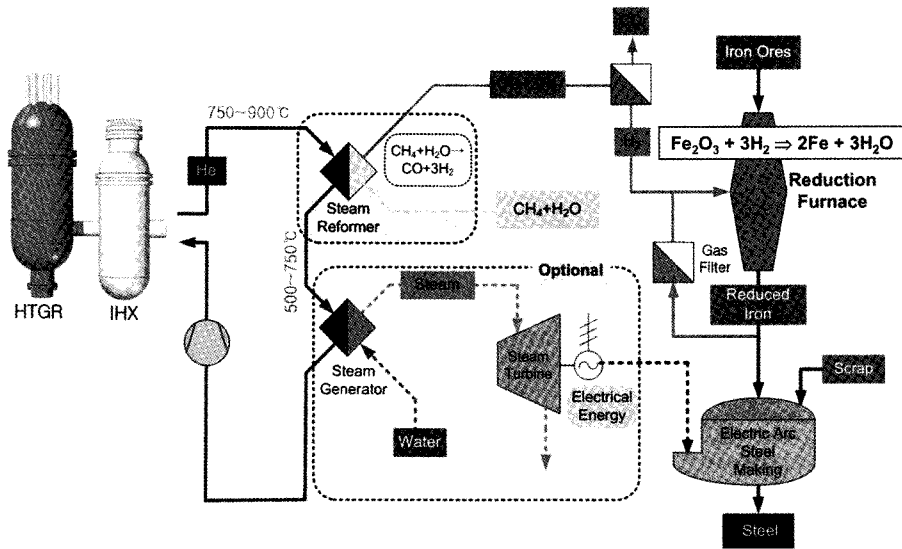 Iron Ores
750~900℃
CH₄+H₂O→
CO+3H₂
Fe₂O₃ + 3H₂ ⇒ 2Fe + 3H₂O
He
Steam
Reformer
CH₄+H₂O
Reduction
Furnace
Gas
Filter
500~750℃
Optional
HTGR
IHX
Steam
Reduced
Iron
Steam
Generator
Steam
Turbine
Scrap
Electrical
Energy
Water
Electric Arc
Steel
Making
Steel